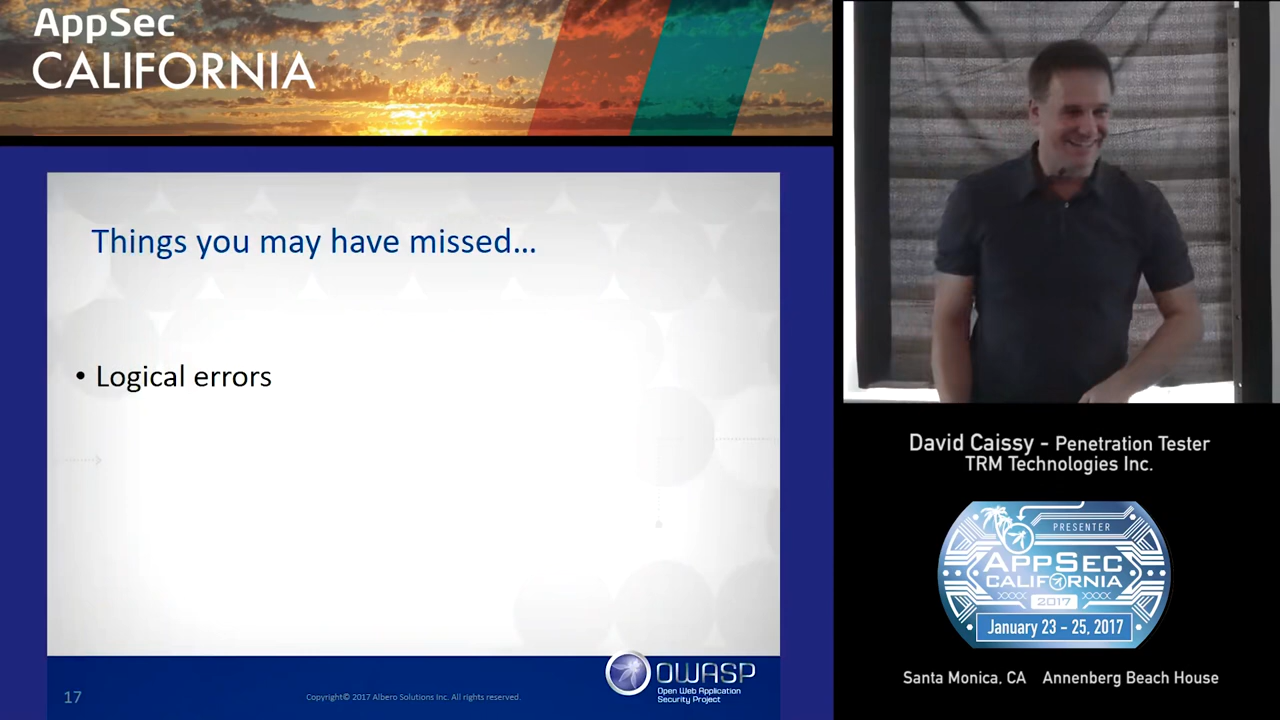 AppSec
CALIFORNIA
Things you may have missed...
• Logical errors
17
Copyright© 2017 Albero Solutions Inc. All rights reserved.
OWASP
Open Web Application
Security Project
David Caissy - Penetration Tester
TRM Technologies Inc.
PRESENTER
APPSEC
CALIFORNIA
2017
January 23 - 25, 2017
Santa Monica, CA Annenberg Beach House